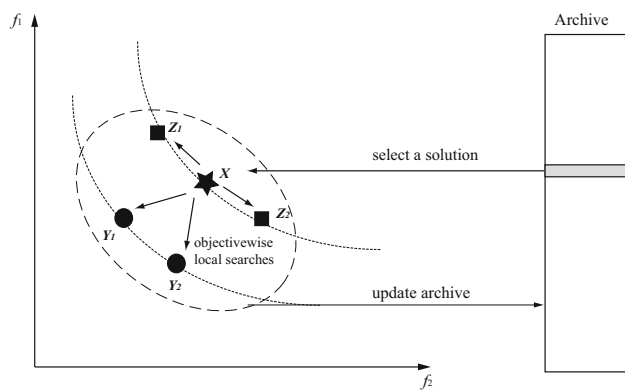 f1
Archive
Z1
X
select a solution
Z2
Y1
objectivewise
local searches
Y2
update archive
f2